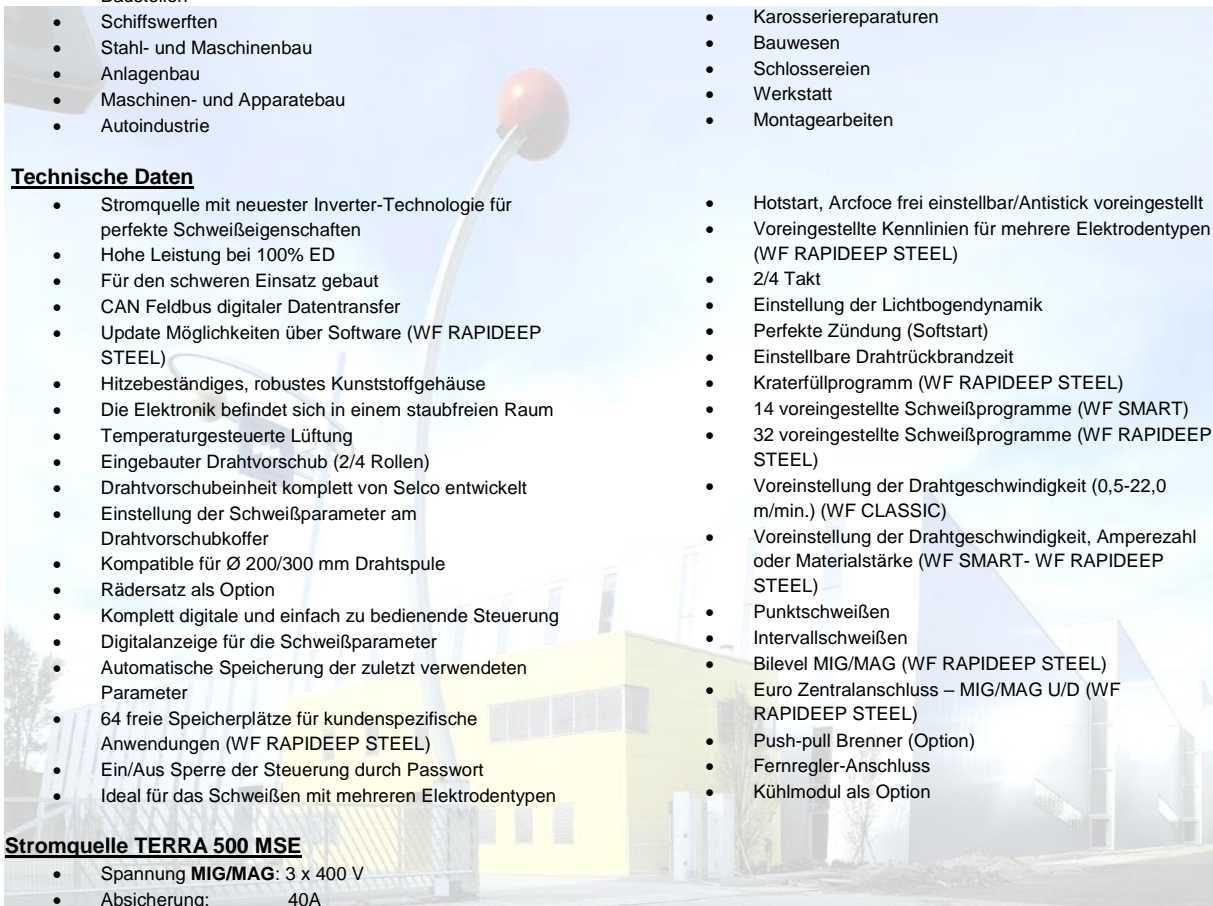 Baustellen
Schiffswerften
Stahl- und Maschinenbau
Anlagenbau
Maschinen- und Apparatebau
Autoindustrie
Karosseriereparaturen
Bauwesen
Schlossereien
Werkstatt
Montagearbeiten
Technische Daten
Stromquelle mit neuester Inverter-Technologie für
perfekte Schweißeigenschaften
Hohe Leistung bei 100% ED
Für den schweren Einsatz gebaut
CAN Feldbus digitaler Datentransfer
Update Möglichkeiten über Software (WF RAPIDEEP
STEEL)
Hitzebeständiges, robustes Kunststoffgehäuse
Die Elektronik befindet sich in einem staubfreien Raum
Temperaturgesteuerte Lüftung
Eingebauter Drahtvorschub (2/4 Rollen)
Drahtvorschubeinheit komplett von Selco entwickelt
Einstellung der Schweißparameter am
Drahtvorschubkoffer
Kompatible für Ø 200/300 mm Drahtspule
Rädersatz als Option
Komplett digitale und einfach zu bedienende Steuerung
Digitalanzeige für die Schweißparameter
Automatische Speicherung der zuletzt verwendeten
Parameter
64 freie Speicherplätze für kundenspezifische
Anwendungen (WF RAPIDEEP STEEL)
Ein/Aus Sperre der Steuerung durch Passwort
Ideal für das Schweißen mit mehreren Elektrodentypen
Hotstart, Arcfoce frei einstellbar/Antistick voreingestellt
Voreingestellte Kennlinien für mehrere Elektrodentypen
(WF RAPIDEEP STEEL)
2/4 Takt
Einstellung der Lichtbogendynamik
Perfekte Zündung (Softstart)
Einstellbare Drahtrückbrandzeit
Kraterfüllprogramm (WF RAPIDEEP STEEL)
14 voreingestellte Schweißprogramme (WF SMART)
32 voreingestellte Schweißprogramme (WF RAPIDEEP
STEEL)
Voreinstellung der Drahtgeschwindigkeit (0,5-22,0
m/min.) (WF CLASSIC)
Voreinstellung der Drahtgeschwindigkeit, Amperezahl
oder Materialstärke (WF SMART- WF RAPIDEEP
STEEL)
Punktschweißen
Intervallschweißen
Bilevel MIG/MAG (WF RAPIDEEP STEEL)
Euro Zentralanschluss – MIG/MAG U/D (WF
RAPIDEEP STEEL)
Push-pull Brenner (Option)
Fernregler-Anschluss
Kühlmodul als Option
Stromquelle TERRA 500 MSE
Spannung MIG/MAG: 3 x 400 V
Absicherung: 40A